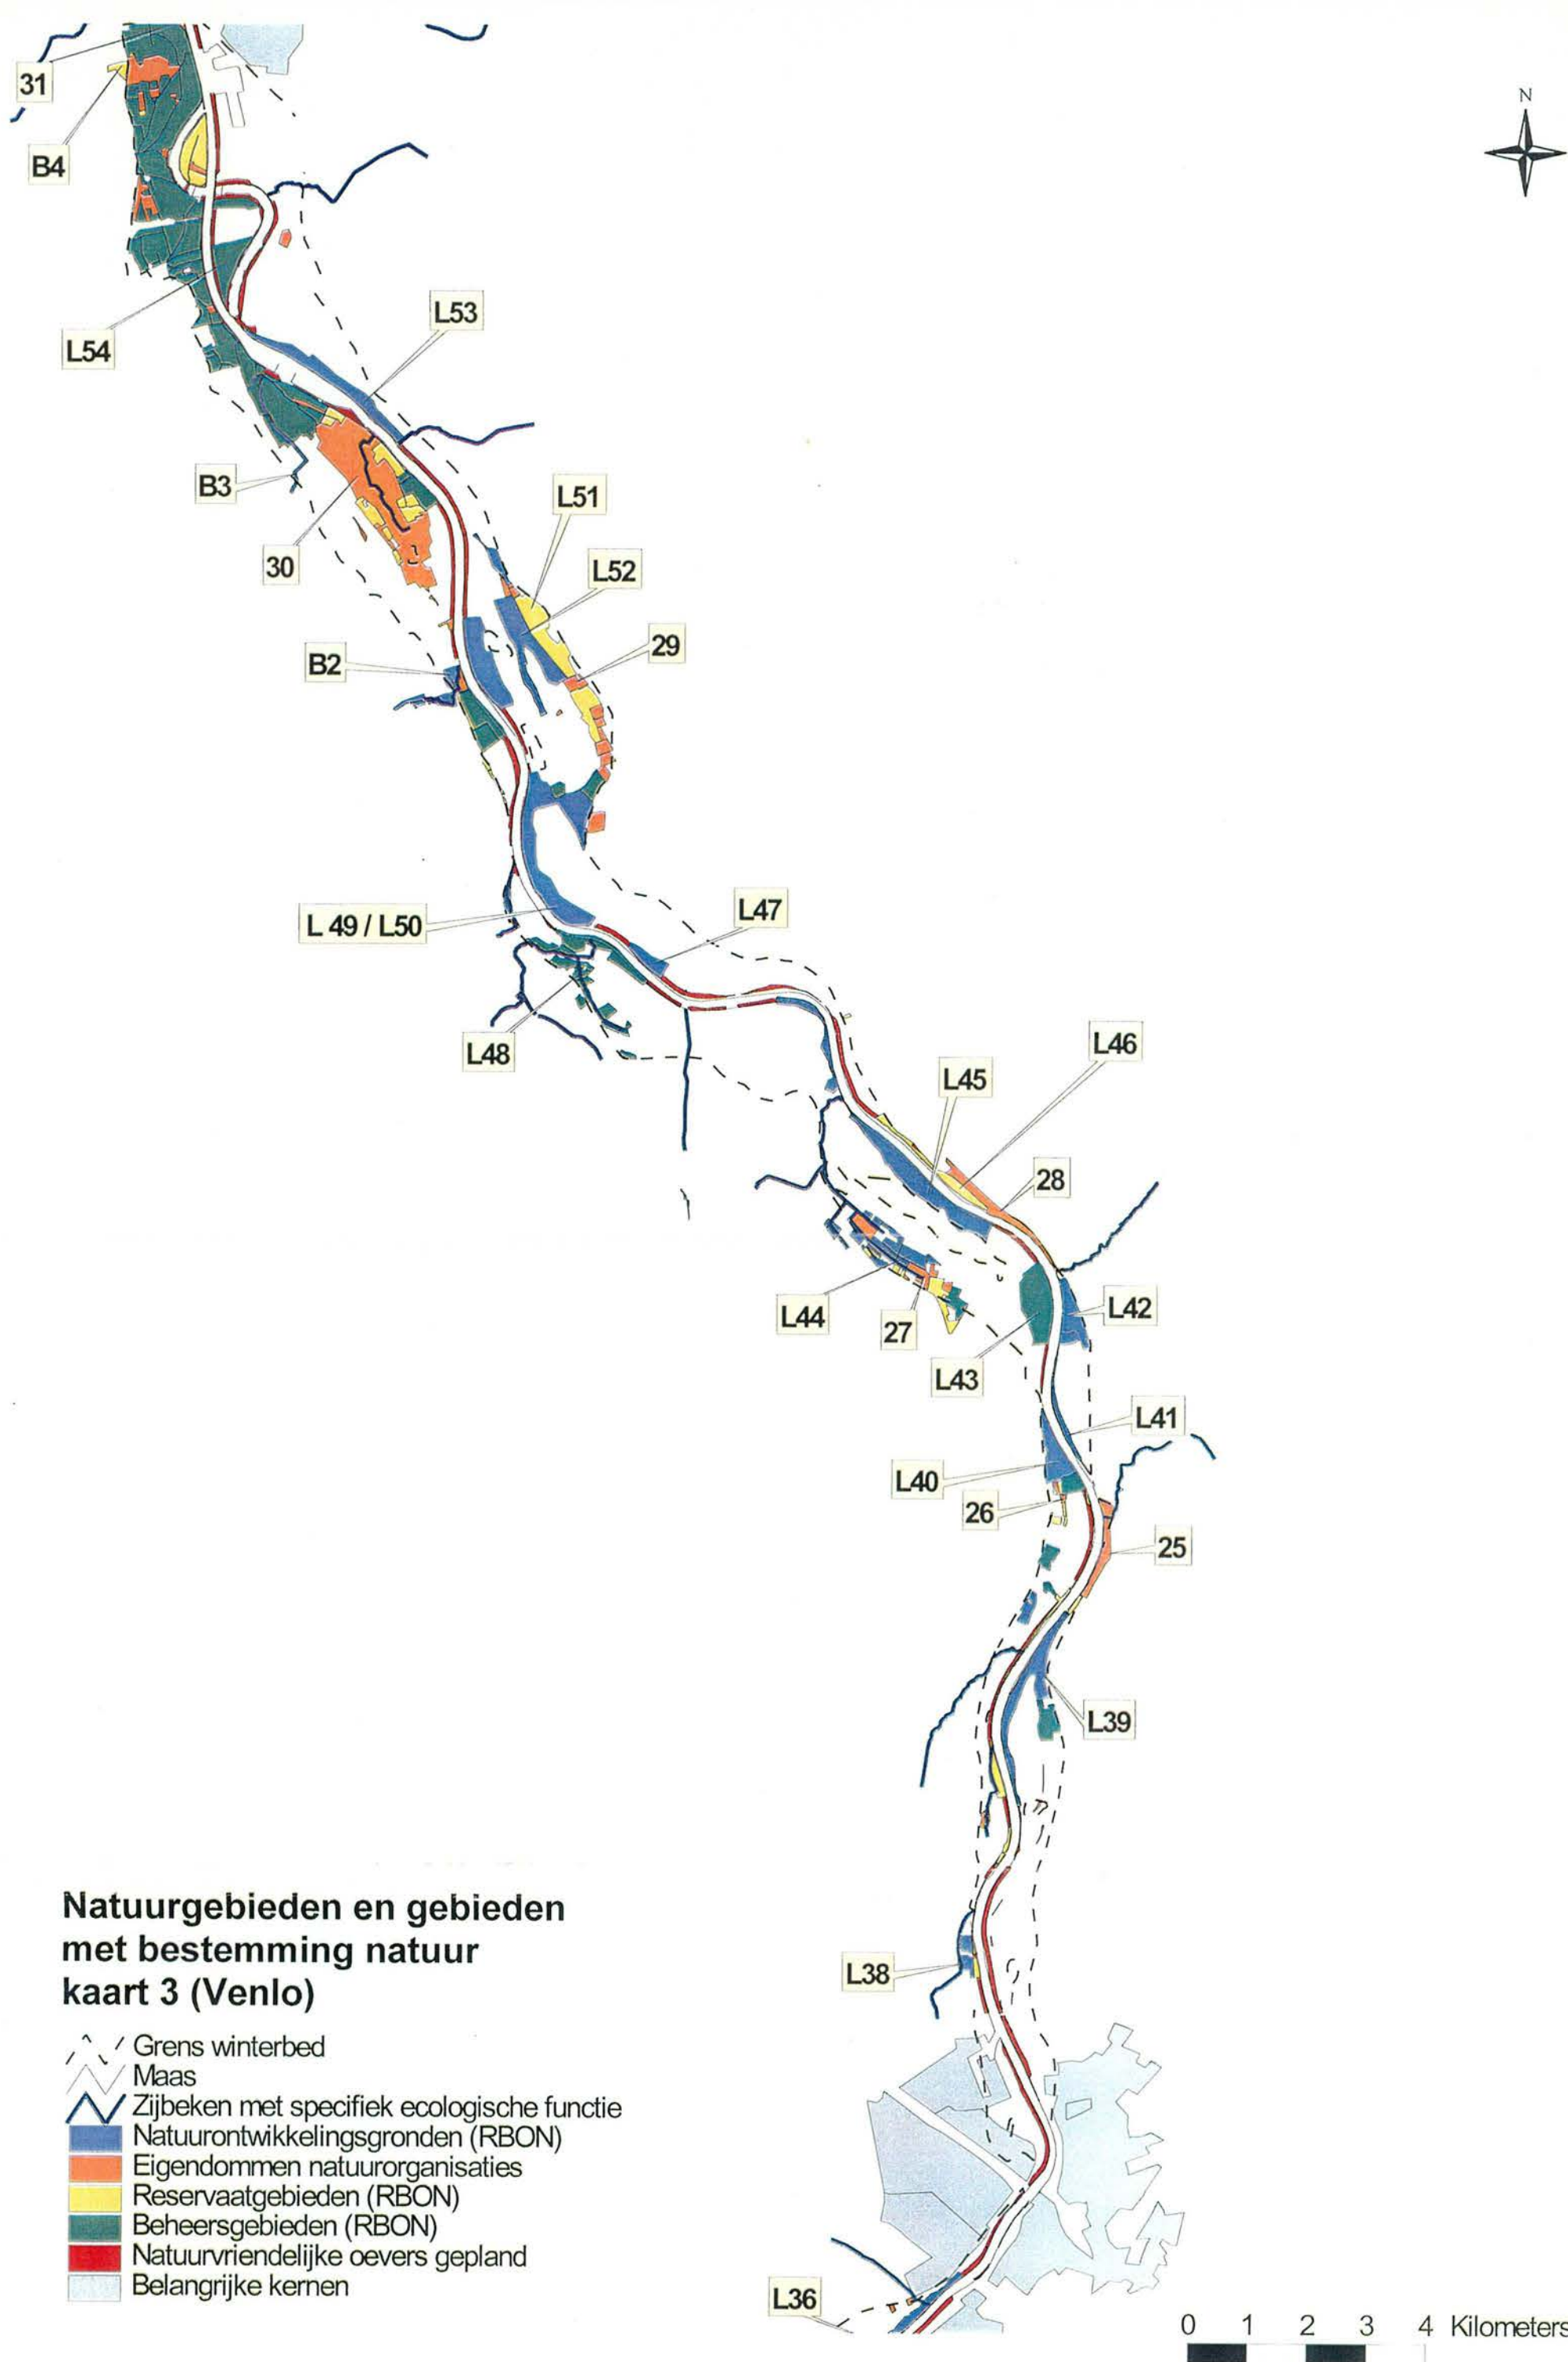 31
N
B4
L53
L54
B3
L51
30
L52
29
B2
L47
L 49 / L50
L46
L48
L45
28
L44
L42
27
L43
L41
L40
26
25
L39
Natuurgebieden en gebieden
met bestemming natuur
kaart 3 (Venlo)
L38
Grens winterbed
Maas
Zijbeken met specifiek ecologische functie
Natuurontwikkelingsgronden (RBON)
Eigendommen natuurorganisaties
Reservaatgebieden (RBON)
Beheersgebieden (RBON)
Natuurvriendelijke oevers gepland
Belangrijke kernen
L36
0 1 2 3 4 Kilometers